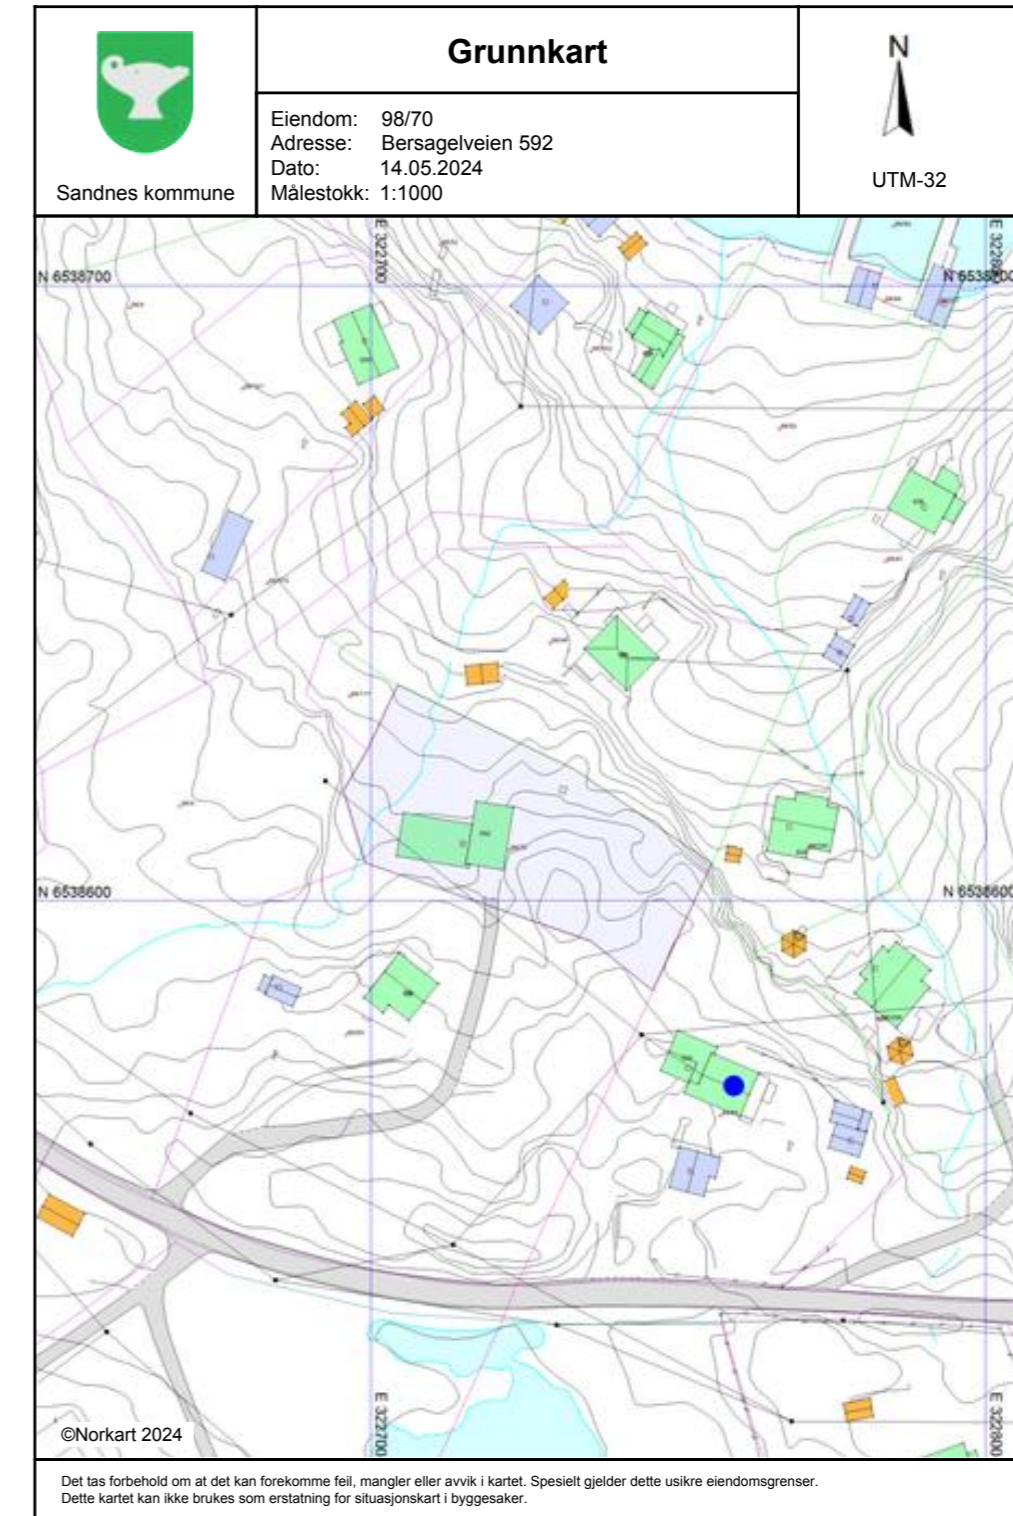 Grunnkart
N
Eiendom: 98/70
Adresse: Bersagelveien 592
Dato: 14.05.2024
Målestokk: 1:1000
Sandnes kommune
UTM-32
E 322700
N 6538700
N 6538600
N 6538600
E 322700
E 322800
©Norkart 2024
Det tas forbehold om at det kan forekomme feil, mangler eller avvik i kartet. Spesielt gjelder dette usikre eiendomsgrenser.
Dette kartet kan ikke brukes som erstatning for situasjonskart i byggesaker.